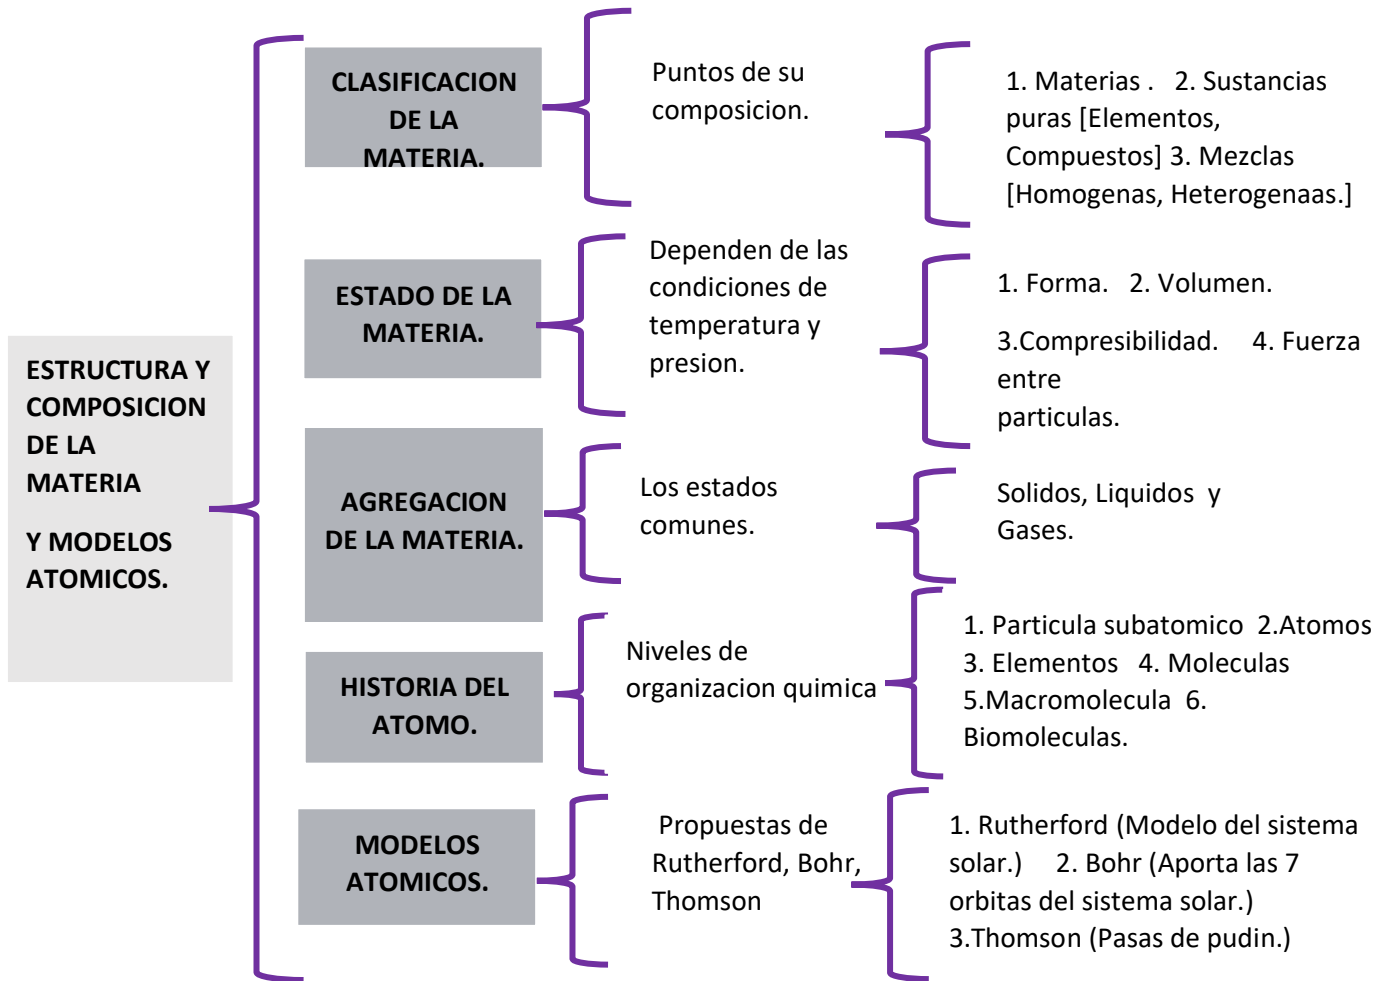 ESTRUCTURA Y
COMPOSICION
DE LA
MATERIA
Y MODELOS
ATOMICOS.
CLASIFICACION
DE LA
MATERIA.
Puntos de su
composicion.
1. Materias . 2. Sustancias
puras [Elementos,
Compuestos] 3. Mezclas
[Homogenas, Heterogenaas.]
ESTADO DE LA
MATERIA.
Dependen de las
condiciones de
temperatura y
presion.
1. Forma. 2. Volumen.
3.Compresibilidad. 4. Fuerza
entre
particulas.
AGREGACION
DE LA MATERIA.
Los estados
comunes.
Solidos, Liquidos y
Gases.
HISTORIA DEL
ATOMO.
Niveles de
organizacion quimica
1. Particula subatomico 2.Atomos
3. Elementos 4. Moleculas
5.Macromolecula 6.
Biomoleculas.
MODELOS
ATOMICOS.
Propuestas de
Rutherford, Bohr,
Thomson
1. Rutherford (Modelo del sistema
solar.) 2. Bohr (Aporta las 7
orbitas del sistema solar.)
3.Thomson (Pasas de pudin.)